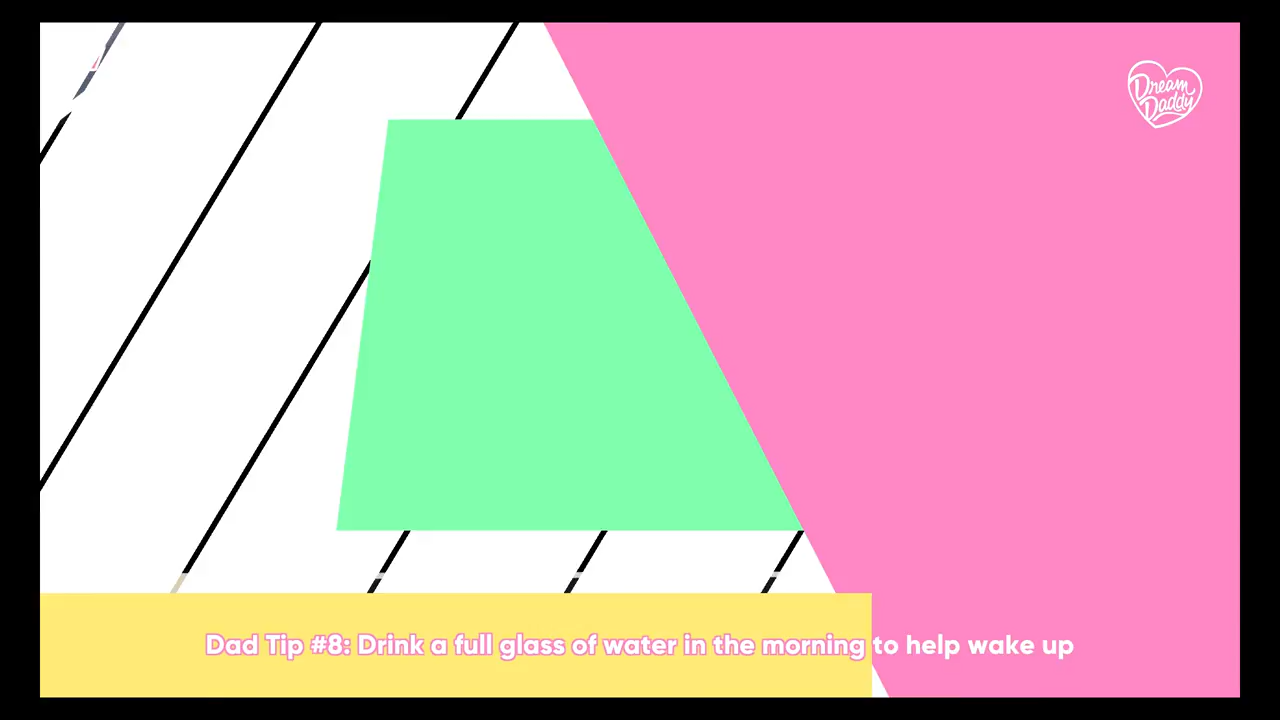 Dream
Daddy
Dad Tip #8: Drink a full glass of water in the morning to help wake up